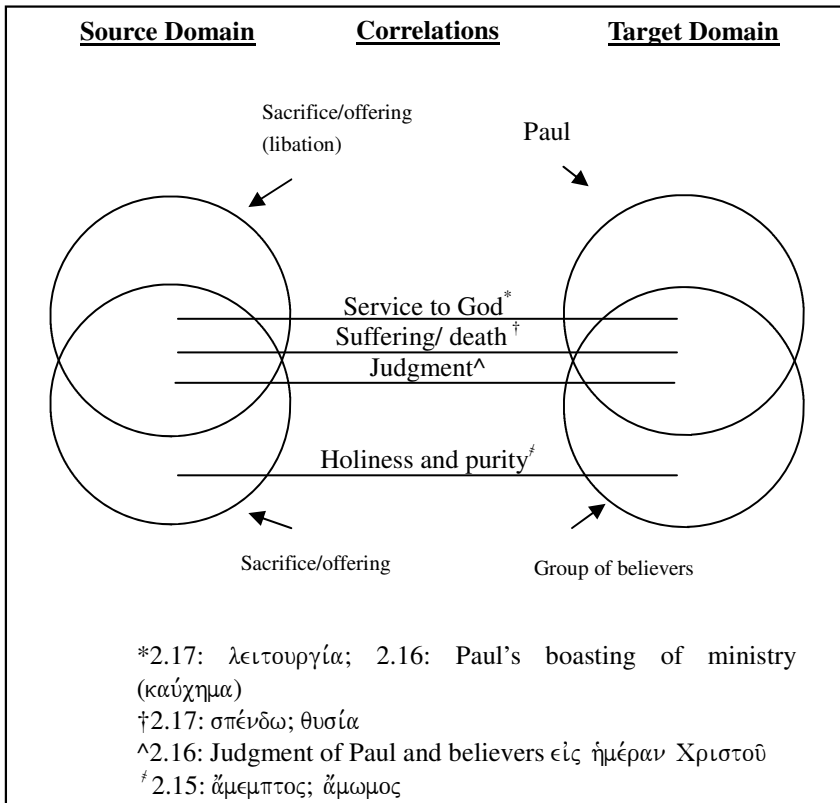 Source Domain Correlations Target Domain
Sacrifice/offering
(libation)
Paul
Service to God*
Suffering/ death †
Judgment^
Holiness and purity҂
Sacrifice/offering
Group of believers
*2.17: λειτουργία; 2.16: Paul's boasting of ministry
(καύχημα)
†2.17: σπένδω; θυσία
^2.16: Judgment of Paul and believers εἰς ἡμέραν Χριστοῦ
҂2.15: ἄμεμπτος; ἄμωμος